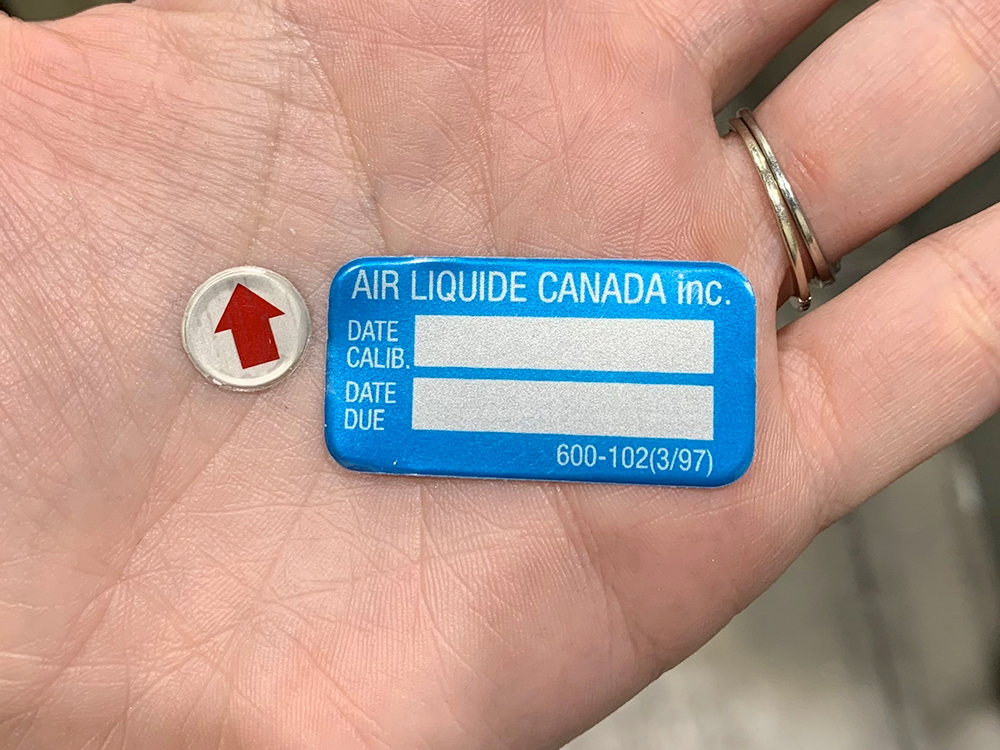 AIR LIQUIDE CANADA inc.
DATE
CALIB.
DATE
DUE
600-102(3/97)